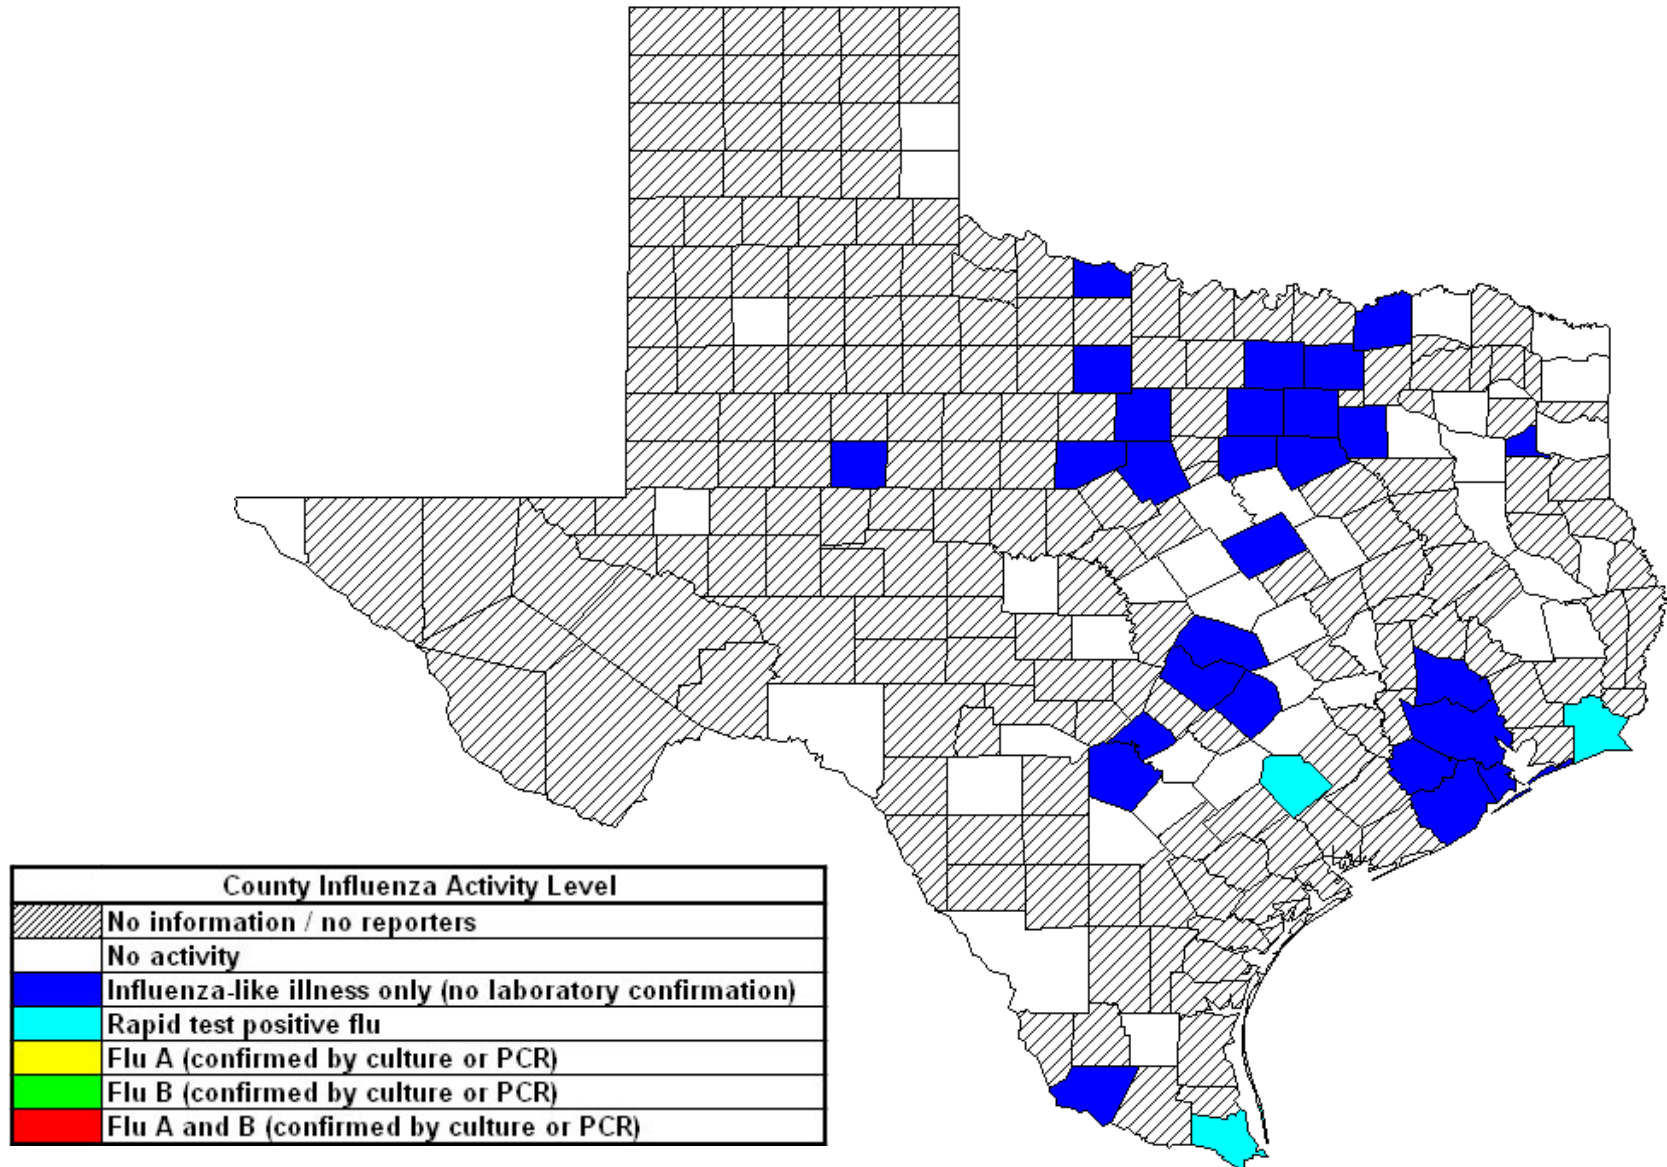 County Influenza Activity Level
No information / no reporters
No activity
Influenza-like illness only (no laboratory confirmation)
Rapid test positive flu
Flu A (confirmed by culture or PCR)
Flu B (confirmed by culture or PCR)
Flu A and B (confirmed by culture or PCR)